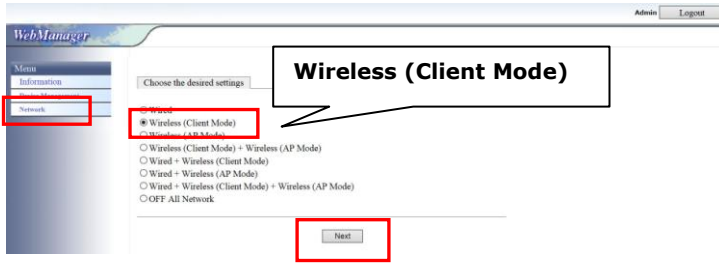 Admin Logout
WebManager
Menu
Information
Device Management
Network
Choose the desired settings
Wireless (Client Mode)
Wired
Wireless (Client Mode)
Wireless (AP Mode)
Wireless (Client Mode) + Wireless (AP Mode)
Wired + Wireless (Client Mode)
Wired + Wireless (AP Mode)
Wired + Wireless (Client Mode) + Wireless (AP Mode)
OFF All Network
Next